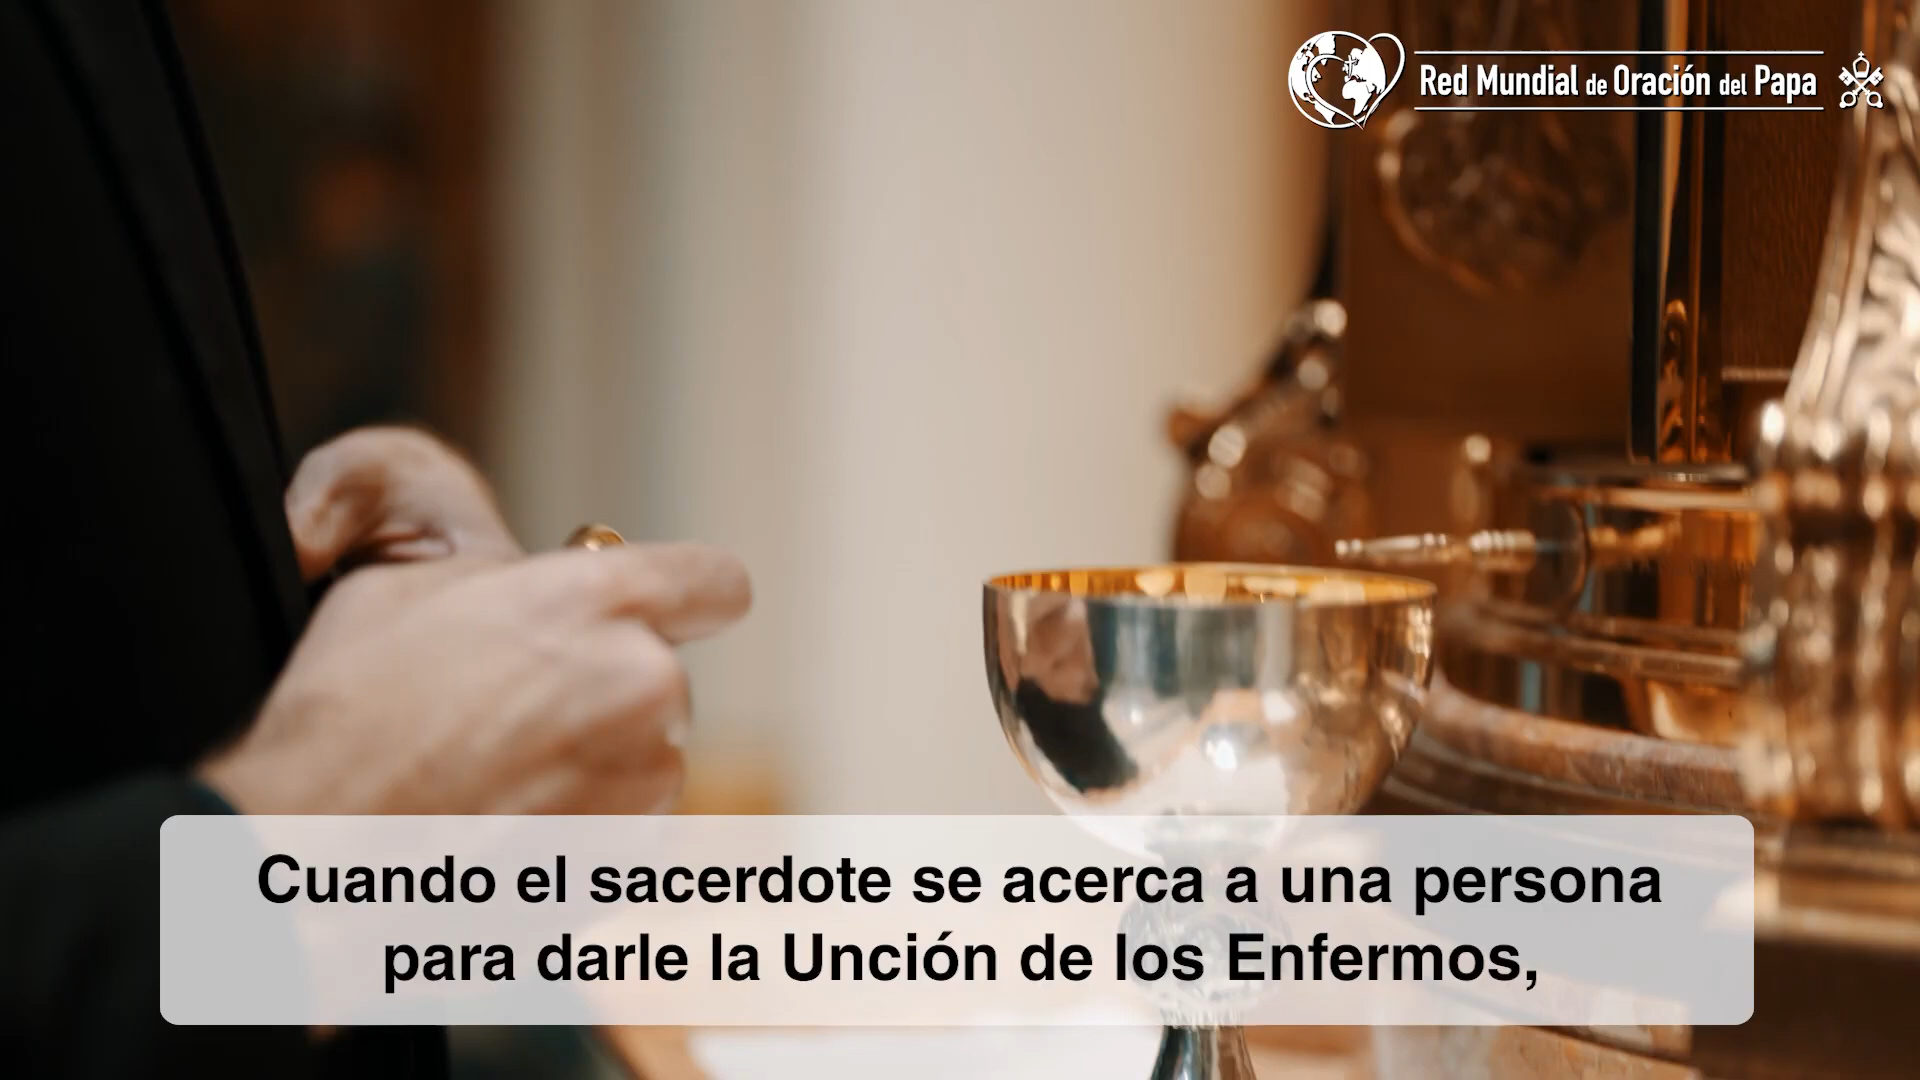 Red Mundial de Oración del Papa
Cuando el sacerdote se acerca a una persona
para darle la Unción de los Enfermos,